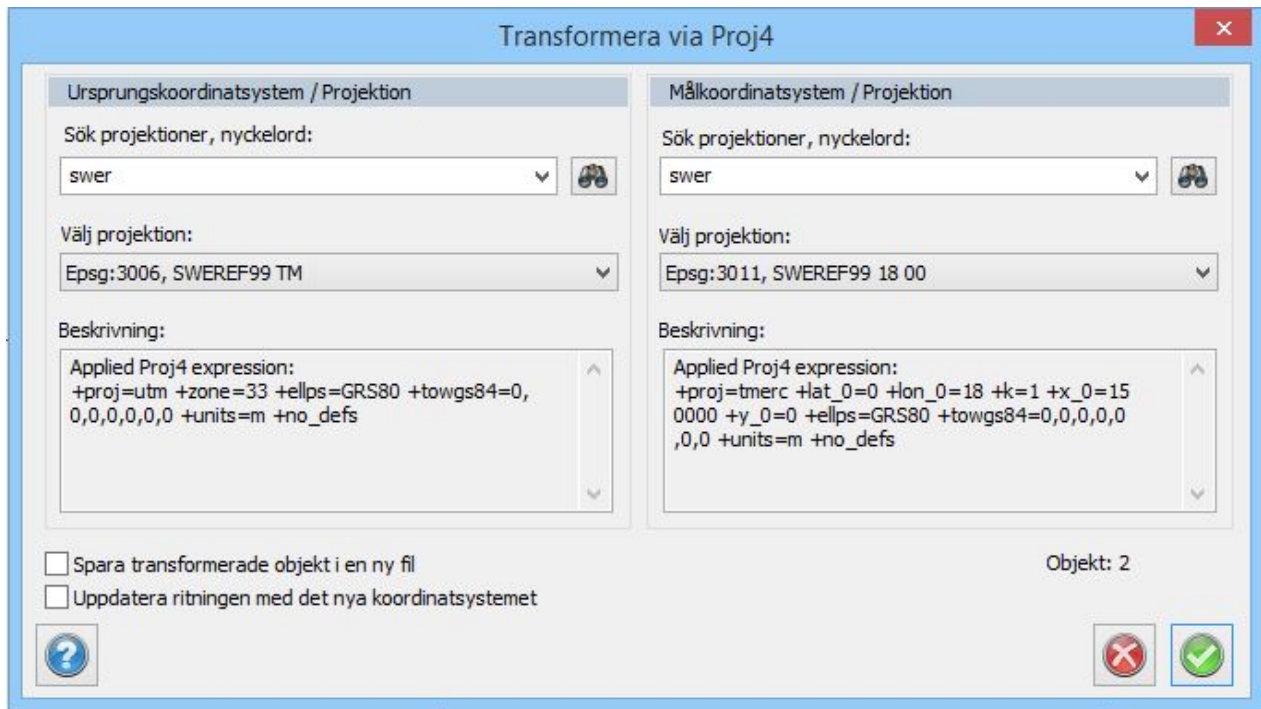 Transformera via Proj4
Ursprungskoordinatsystem / Projektion
Sök projektioner, nyckelord:
swer
Välj projektion:
Epsg:3006, SWEREF99 TM
Beskrivning:
Applied Proj4 expression:
+proj=utm +zone=33 +ellps=GRS80 +towgs84=0,
0,0,0,0,0,0 +units=m +no_defs
Målkoordinatsystem / Projektion
Sök projektioner, nyckelord:
swer
Välj projektion:
Epsg:3011, SWEREF99 18 00
Beskrivning:
Applied Proj4 expression:
+proj=tmerc +lat_0=0 +lon_0=18 +k=1 +x_0=15
0000 +y_0=0 +ellps=GRS80 +towgs84=0,0,0,0,0
,0,0 +units=m +no_defs
Spara transformerade objekt i en ny fil
Objekt: 2
Uppdatera ritningen med det nya koordinatsystemet